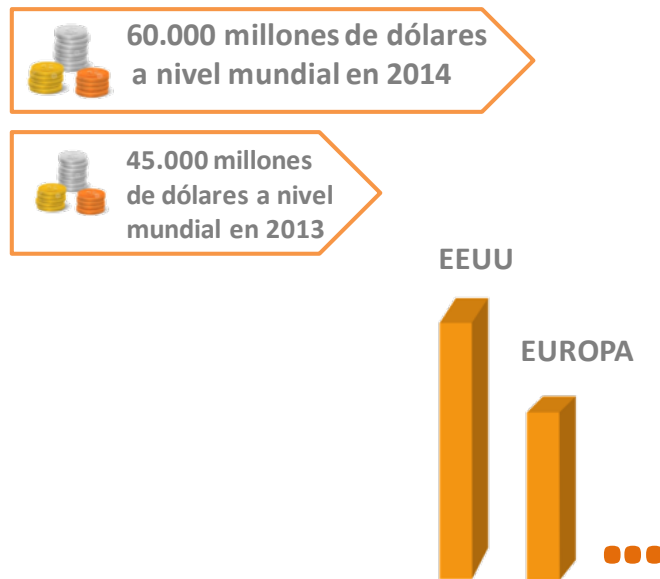 60.000 millones de dólares
a nivel mundial en 2014
45.000 millones
de dólares a nivel
mundial en 2013
EEUU
EUROPA